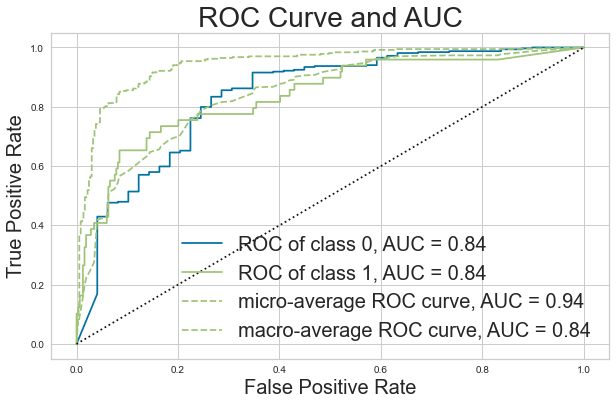 ROC Curve and AUC
True Positive Rate
1.0
0.8
0.6
0.4
0.2
0.0
ROC of class 0, AUC = 0.84
ROC of class 1, AUC = 0.84
micro-average ROC curve, AUC = 0.94
macro-average ROC curve, AUC = 0.84
0.0 0.2 0.4 0.6 0.8 1.0
False Positive Rate